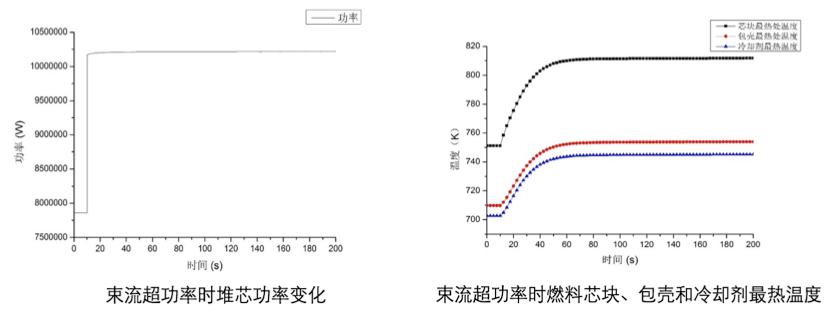 功率
10500000
10000000
9500000
9000000
8500000
8000000
7500000
功率 (W)
0 20 40 60 80 100 120 140 160 180 200
时间 (s)
束流超功率时堆芯功率变化
芯块最热处温度
包壳最热处温度
冷却剂最热温度
820
800
780
760
740
720
700
温度（K）
0 20 40 60 80 100 120 140 160 180 200
时间 (s)
束流超功率时燃料芯块、包壳和冷却剂最热温度